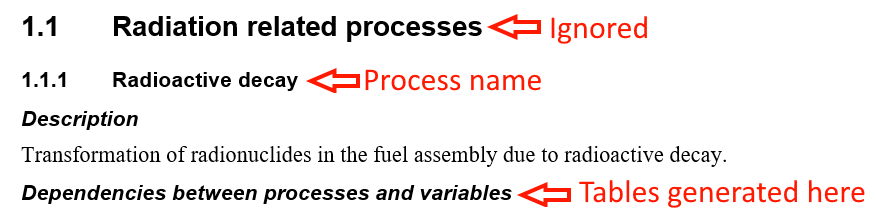 1.1 Radiation related processes Ignored
1.1.1 Radioactive decay Process name
Description
Transformation of radionuclides in the fuel assembly due to radioactive decay.
Dependencies between processes and variables Tables generated here